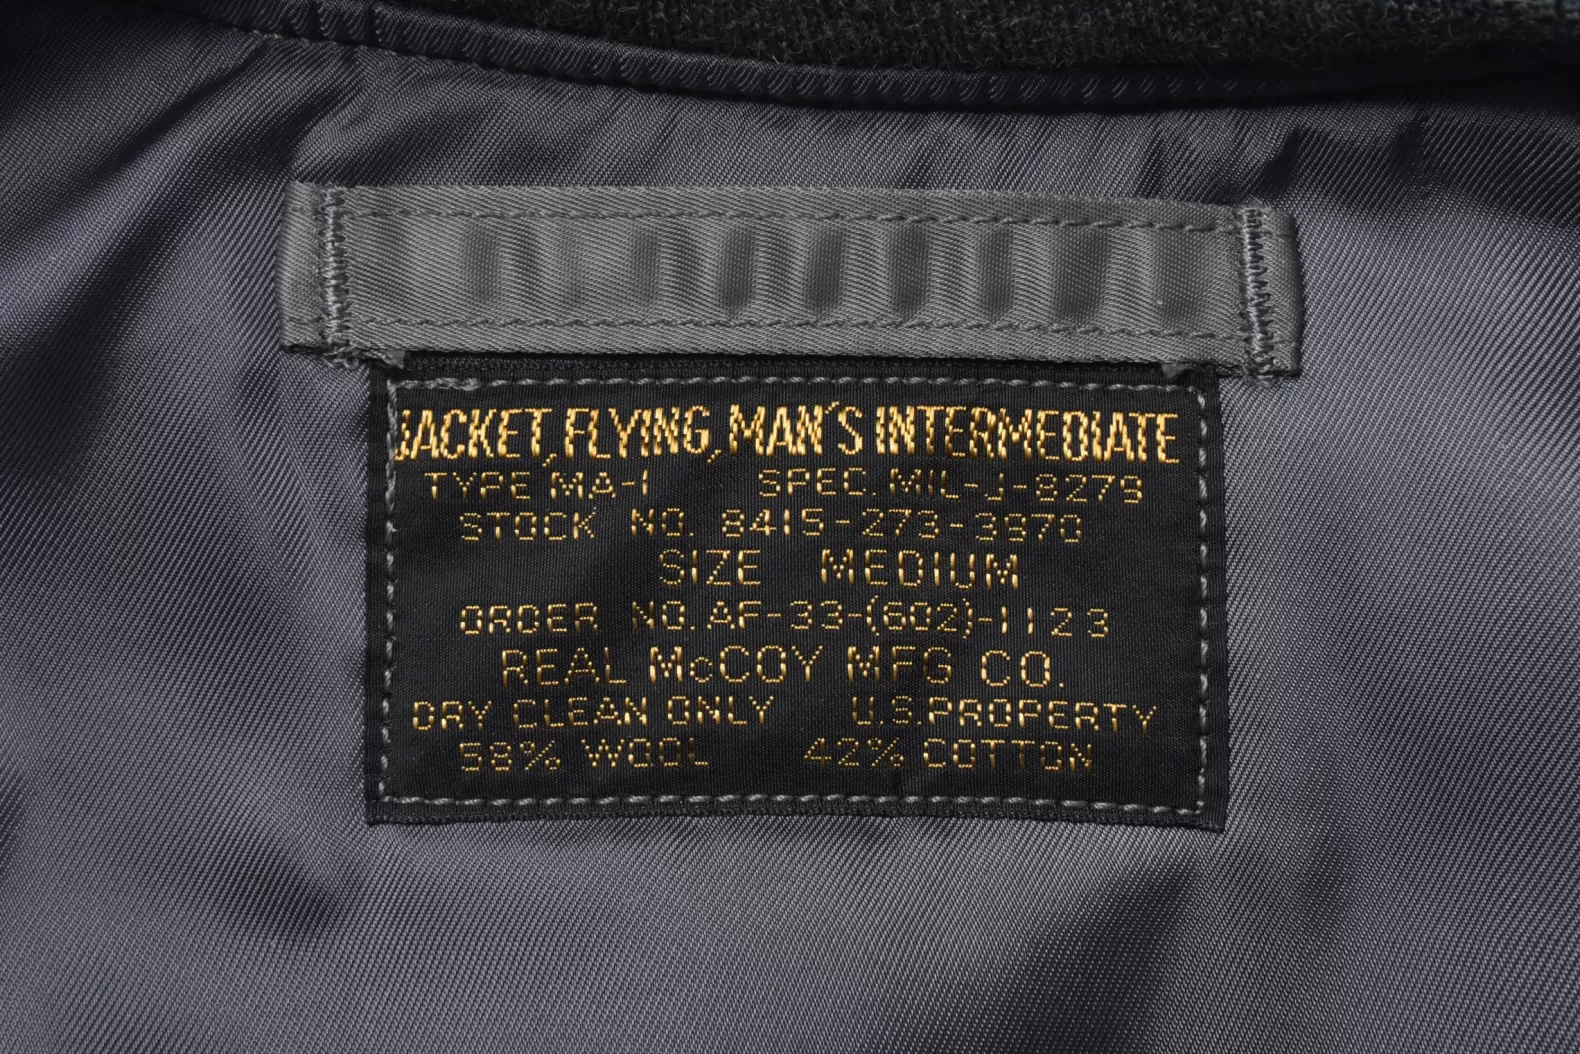 JACKET, FLYING, MAN'S INTERMEDIATE
TYPE MA-1 SPEC. MIL-J-8279
STOCK NO. 8415-273-3970
SIZE MEDIUM
ORDER NO. AF-33-(602)-1123
REAL McCOY MFG CO.
DRY CLEAN ONLY U.S. PROPERTY
58% WOOL 42% COTTON